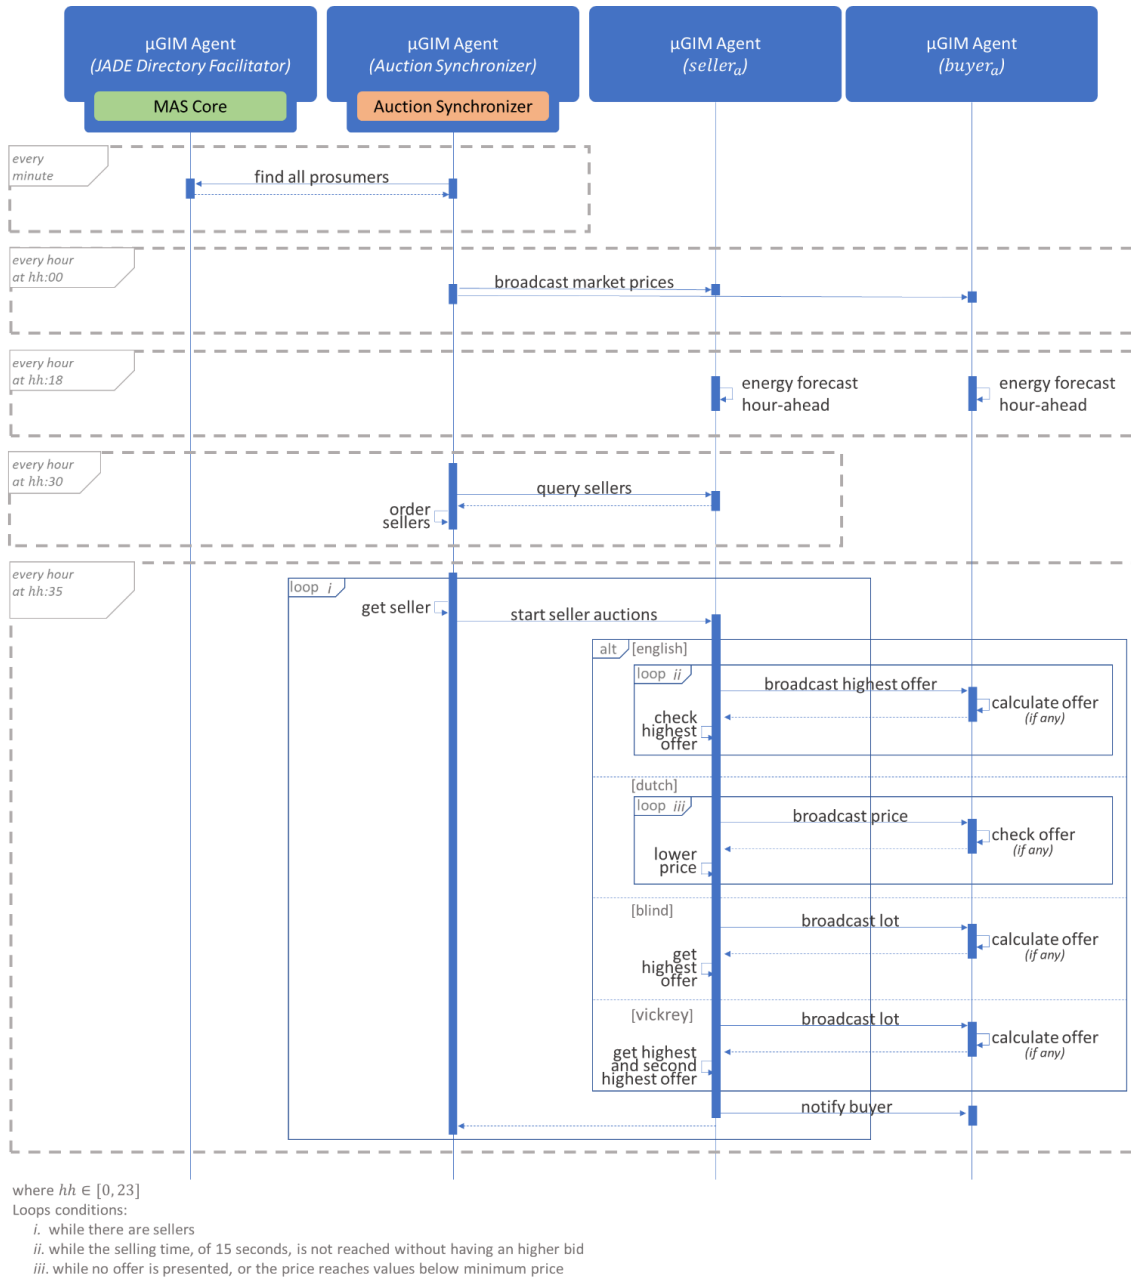 μGIM Agent
(JADE Directory Facilitator)
MAS Core
μGIM Agent
(Auction Synchronizer)
Auction Synchronizer
μGIM Agent
(seller_a)
μGIM Agent
(buyer_a)
every
minute
find all prosumers
every hour
at hh:00
broadcast market prices
every hour
at hh:18
energy forecast
hour-ahead
energy forecast
hour-ahead
every hour
at hh:30
query sellers
order
sellers
every hour
at hh:35
loop i
get seller
start seller auctions
alt [english]
loop ii
broadcast highest offer
calculate offer
(if any)
check
highest
offer
[dutch]
loop iii
broadcast price
check offer
(if any)
lower
price
[blind]
broadcast lot
calculate offer
(if any)
get
highest
offer
[vickrey]
broadcast lot
calculate offer
(if any)
get highest
and second
highest offer
notify buyer
where hh ∈ [0, 23]
Loops conditions:
i. while there are sellers
ii. while the selling time, of 15 seconds, is not reached without having an higher bid
iii. while no offer is presented, or the price reaches values below minimum price